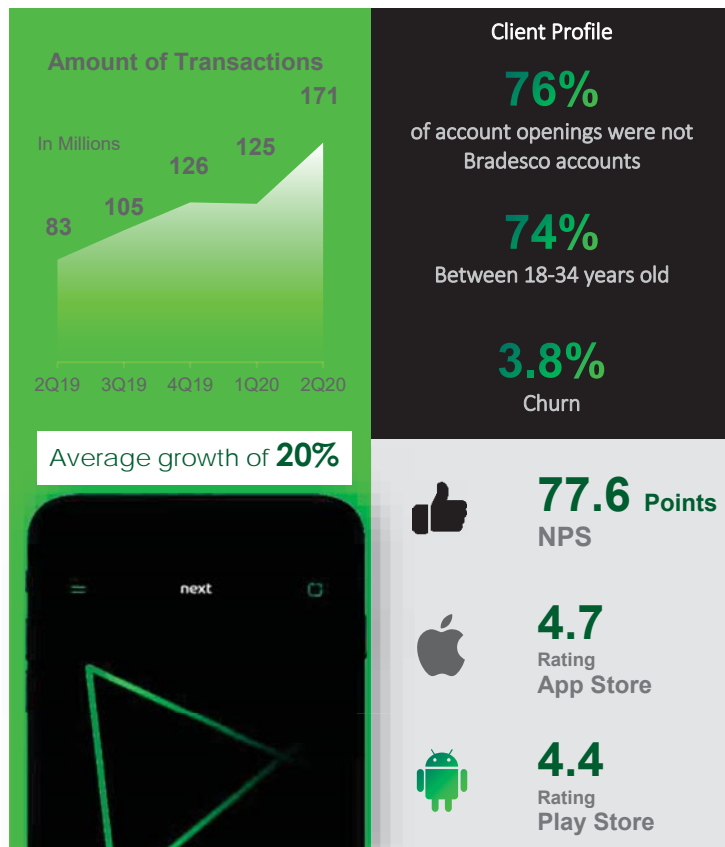 Amount of Transactions
In Millions
83
105
126
125
171
2Q19 3Q19 4Q19 1Q20 2Q20
Average growth of 20%
next
Client Profile
76%
of account openings were not
Bradesco accounts
74%
Between 18-34 years old
3.8%
Churn
77.6 Points
NPS
4.7
Rating
App Store
4.4
Rating
Play Store